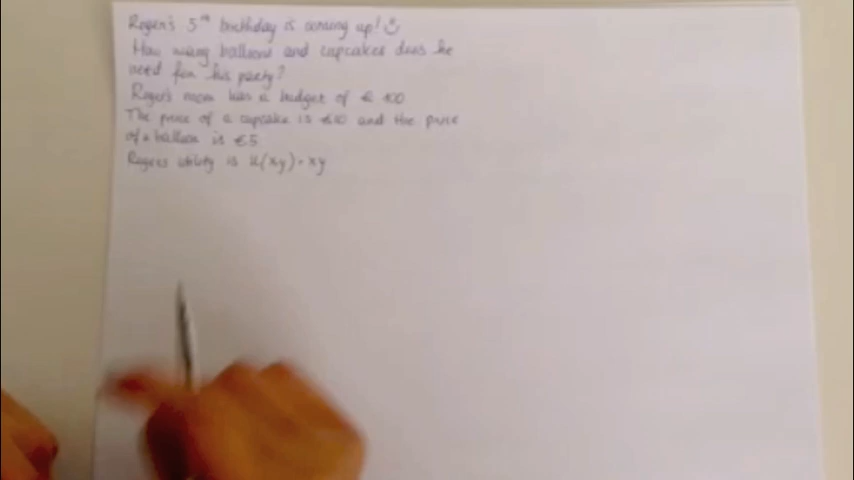 Roger's 5th birthday is coming up! ☺
How many balloons and cupcakes does he
need for his party?
Roger's mom has a budget of € 100
The price of a cupcake is €10 and the price
of a balloon is €5
Rogers utility is U(xy)=xy